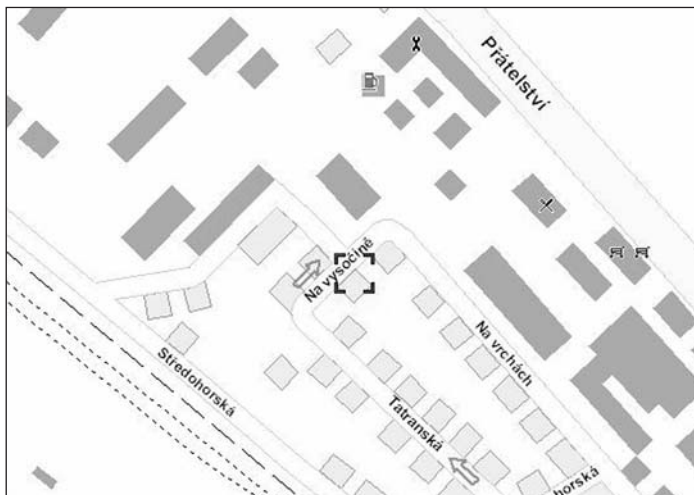 Přátelství
Na vysočině
Na vrchách
Středohorská
Tatranská
horská